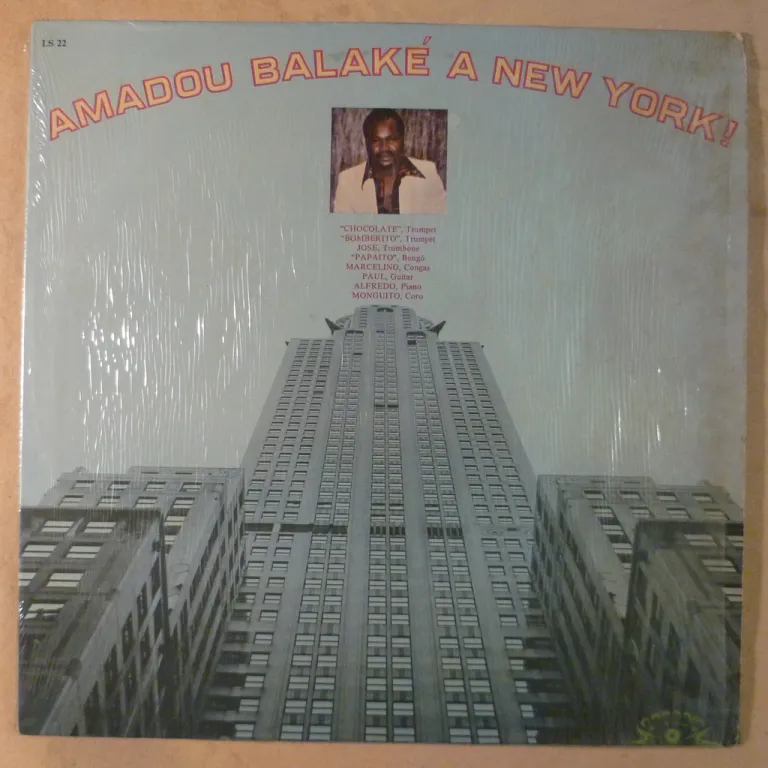 LS 22
AMADOU BALAKÉ A NEW YORK!
"CHOCOLATE", Trumpet
"BOMBERITO", Trumpet
JOSE, Trombone
"PAPAITO", Bongó
MARCELINO, Congas
PAUL, Guitar
ALFREDO, Piano
MONGUITO, Coro